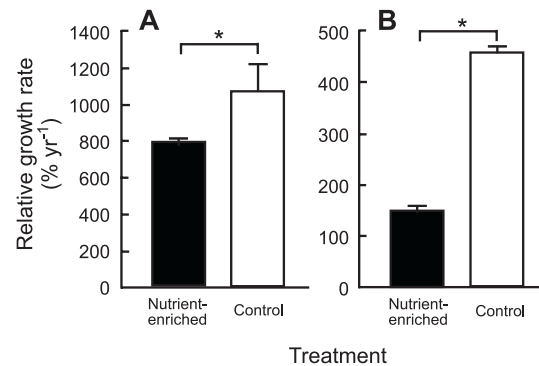 A
B
*
*
Relative growth rate
(% yr-1)
1400
1200
1000
800
600
400
200
0
500
400
300
200
100
0
Nutrient-
enriched
Control
Nutrient-
enriched
Control
Treatment